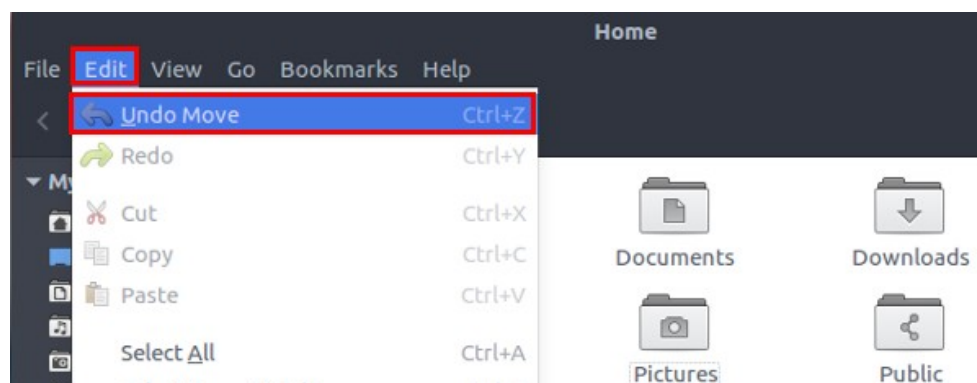 Home
File Edit View Go Bookmarks Help
Undo Move Ctrl+Z
Redo Ctrl+Y
Cut Ctrl+X
Copy Ctrl+C
Paste Ctrl+V
Select All Ctrl+A
Documents Downloads
Pictures Public